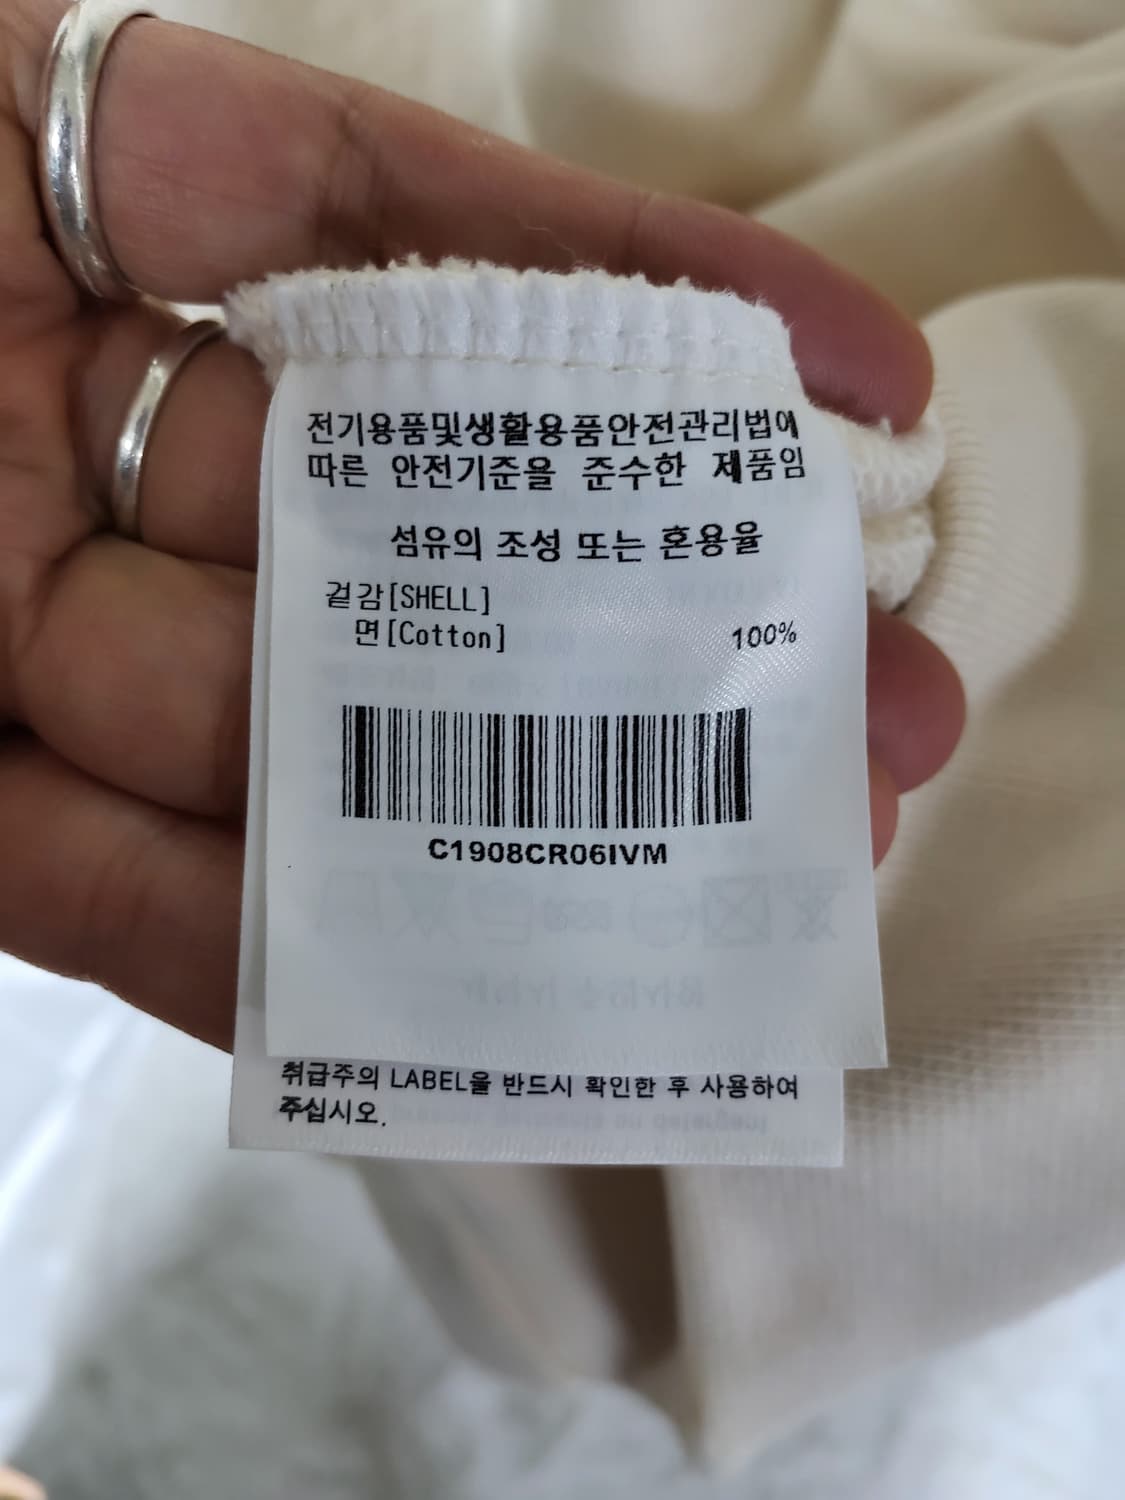 전기용품및생활용품안전관리법에
따른 안전기준을 준수한 제품임
섬유의 조성 또는 혼용율
겉감[SHELL]
면[Cotton] 100%
C1908CR06IVM
취급주의 LABEL을 반드시 확인한 후 사용하여
주십시오.